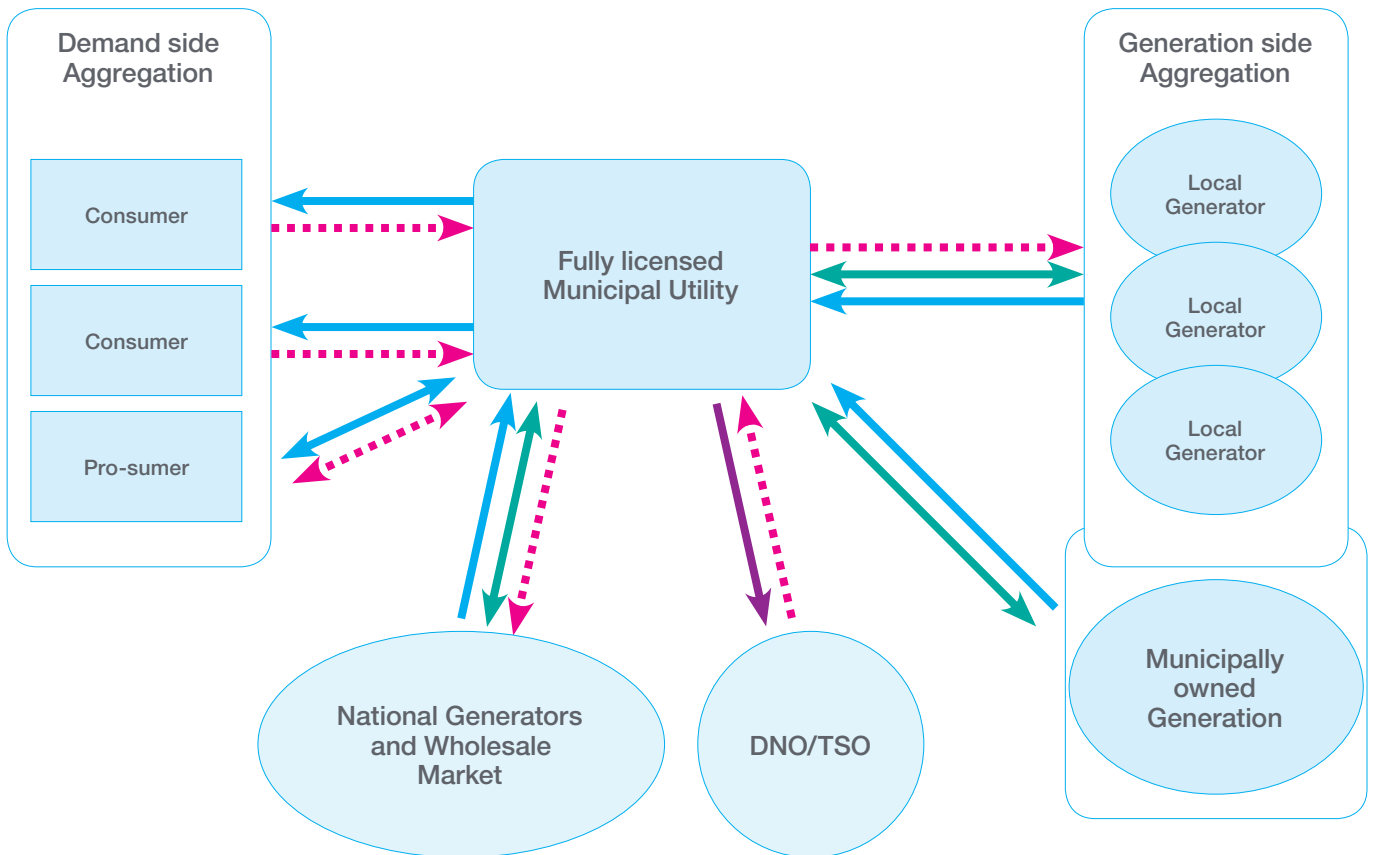 Demand side
Aggregation
Consumer
Consumer
Pro-sumer
Fully licensed
Municipal Utility
Generation side
Aggregation
Local
Generator
Local
Generator
Local
Generator
Municipally
owned
Generation
National Generators
and Wholesale
Market
DNO/TSO